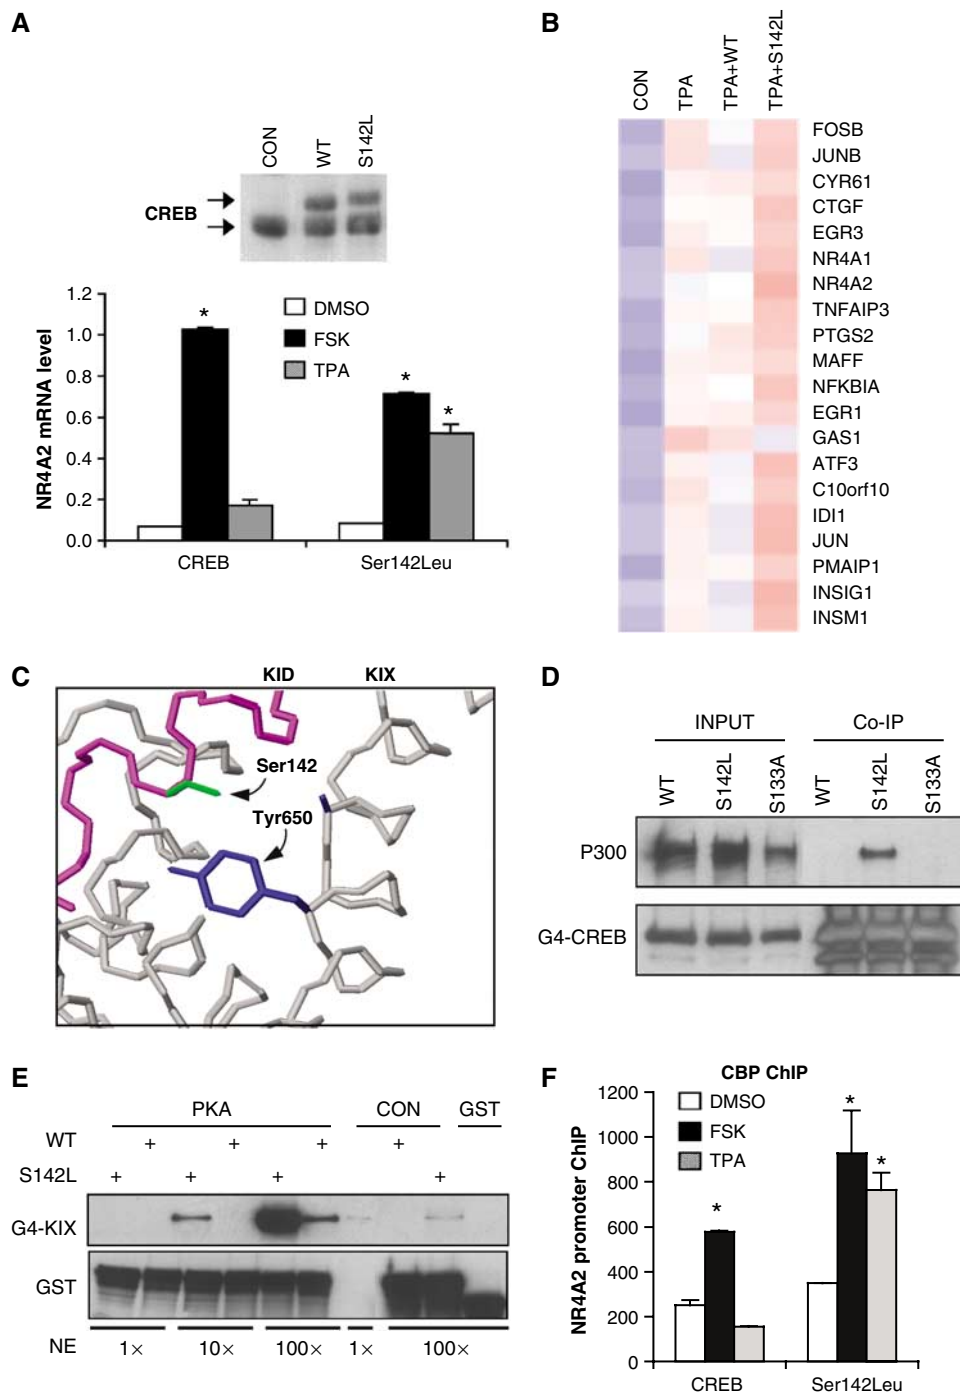 A
CON
WT
S142L
CREB
NR4A2 mRNA level
1.2
1.0
0.8
0.6
0.4
0.2
0.0
DMSO
FSK
TPA
*
*
*
CREB
Ser142Leu
B
CON
TPA
TPA+WT
TPA+S142L
FOSB
JUNB
CYR61
CTGF
EGR3
NR4A1
NR4A2
TNFAIP3
PTGS2
MAFF
NFKBIA
EGR1
GAS1
ATF3
C10orf10
IDI1
JUN
PMAIP1
INSIG1
INSM1
C
KID KIX
Ser142
Tyr650
D
INPUT Co-IP
WT S142L S133A WT S142L S133A
P300
G4-CREB
E
PKA CON GST
WT + + + +
S142L + + + +
G4-KIX
GST
NE 1× 10× 100× 1× 100×
F
CBP ChIP
NR4A2 promoter ChIP
1200
1000
800
600
400
200
0
DMSO
FSK
TPA
*
*
*
CREB
Ser142Leu